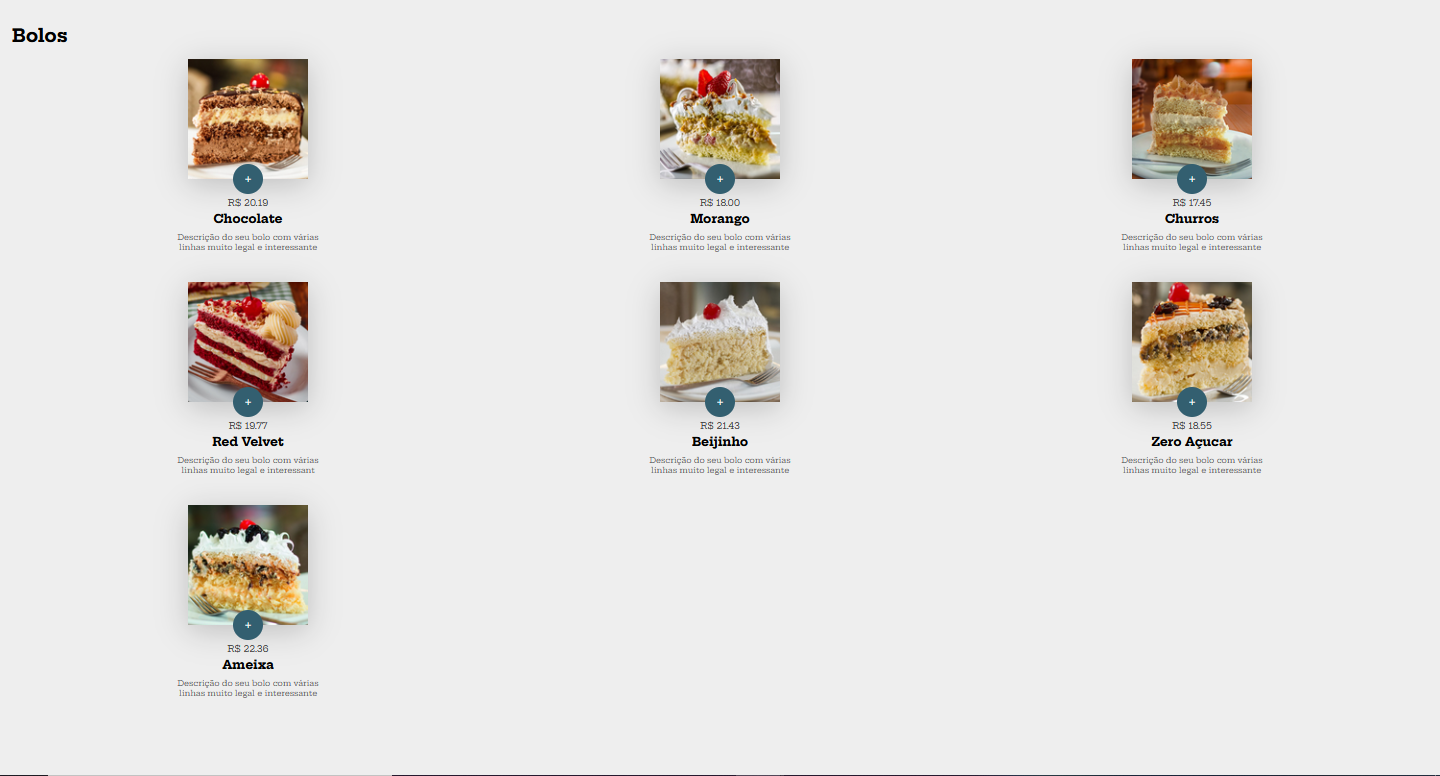 Bolos
+
R$ 20.19
Chocolate
Descrição do seu bolo com várias
linhas muito legal e interessante
+
R$ 18.00
Morango
Descrição do seu bolo com várias
linhas muito legal e interessante
+
R$ 17.45
Churros
Descrição do seu bolo com várias
linhas muito legal e interessante
+
R$ 19.77
Red Velvet
Descrição do seu bolo com várias
linhas muito legal e interessant
+
R$ 21.43
Beijinho
Descrição do seu bolo com várias
linhas muito legal e interessante
+
R$ 18.55
Zero Açucar
Descrição do seu bolo com várias
linhas muito legal e interessante
+
R$ 22.36
Ameixa
Descrição do seu bolo com várias
linhas muito legal e interessante